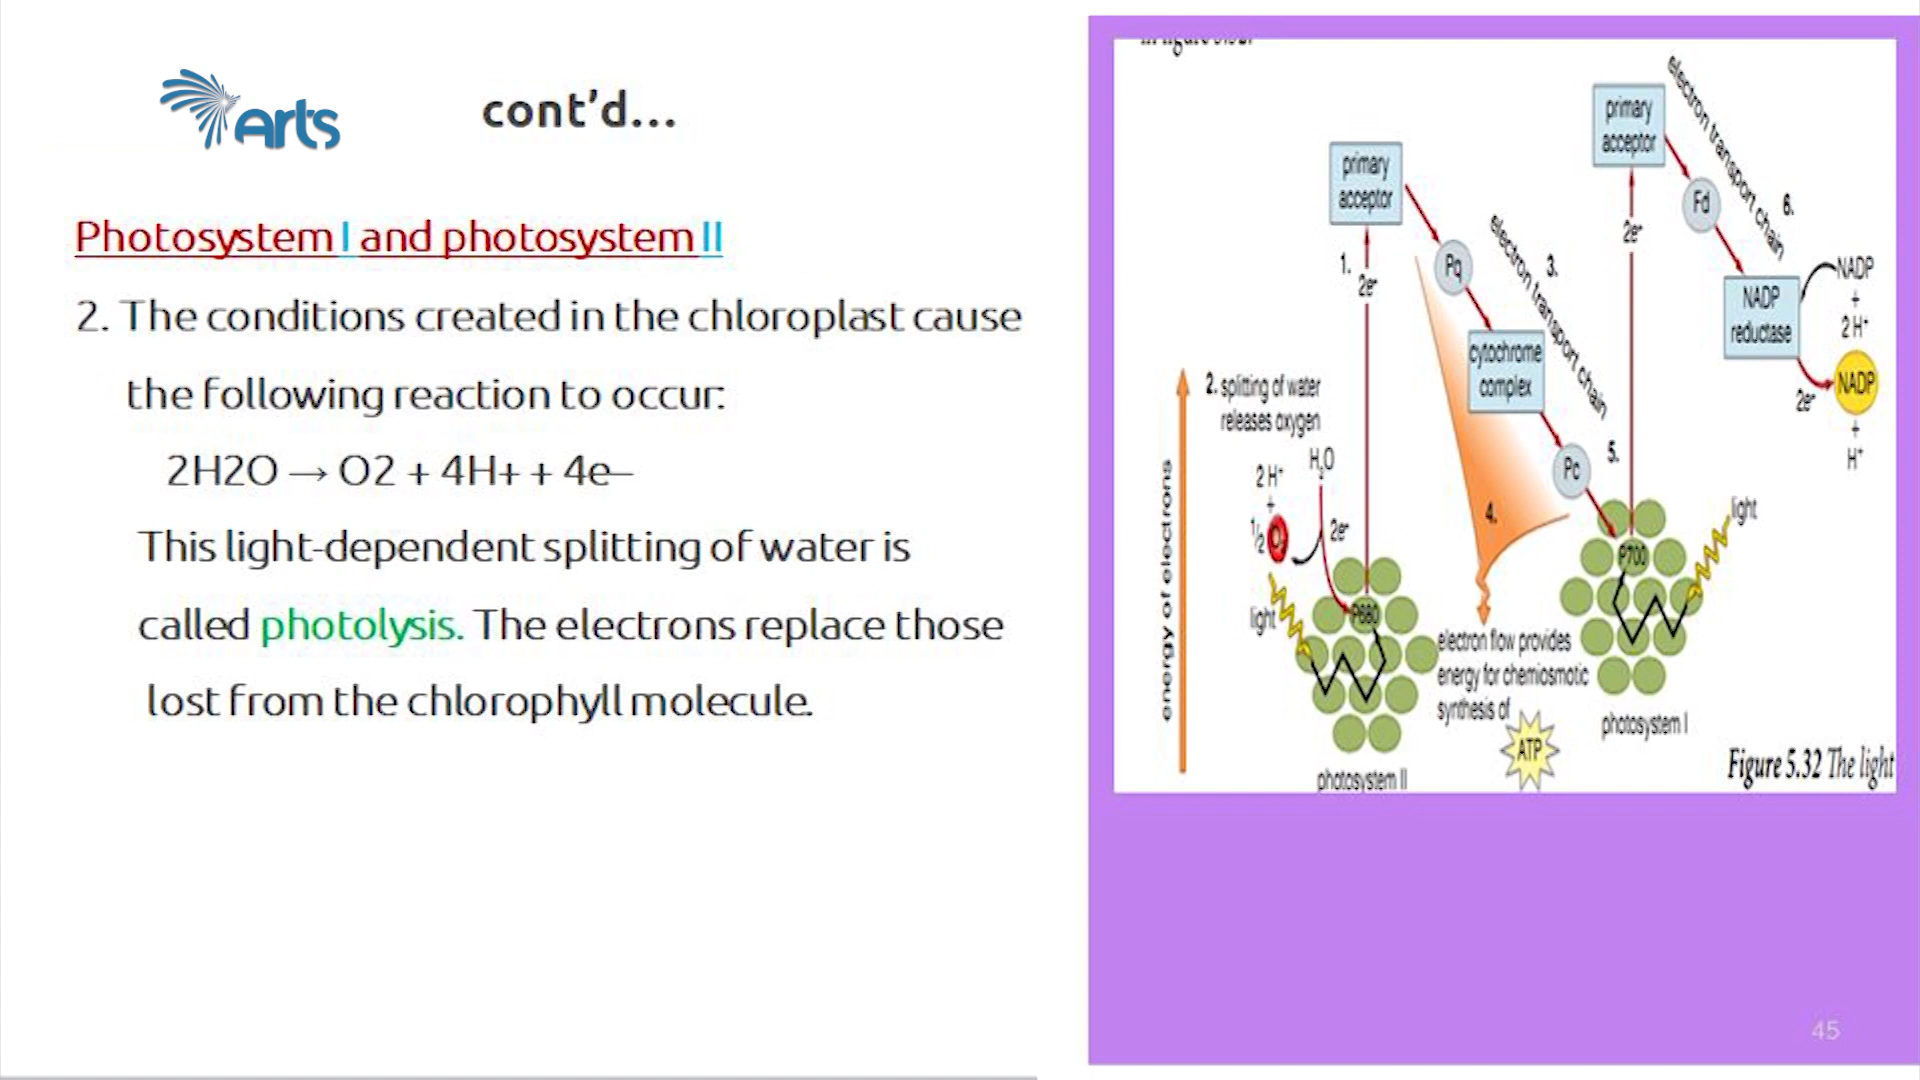 Arts
cont'd...
Photosystem I and photosystem II
2. The conditions created in the chloroplast cause
the following reaction to occur:
2H2O → O2 + 4H+ + 4e–
This light-dependent splitting of water is
called photolysis. The electrons replace those
lost from the chlorophyll molecule.
primary
acceptor
electron transport chain
6.
Fd
2e-
primary
acceptor
1.
2e-
Pq
electron transport chain
3.
NADP
+
2 H+
NADP
reductase
cytochrome
complex
NADP
2e-
+
H+
2. splitting of water
releases oxygen
H2O
2 H+
+
1/2 O2
2e-
Pc
5.
4.
light
P700
light
P680
energy of electrons
electron flow provides
energy for chemiosmotic
synthesis of
ATP
photosystem I
photosystem II
Figure 5.32 The light
45